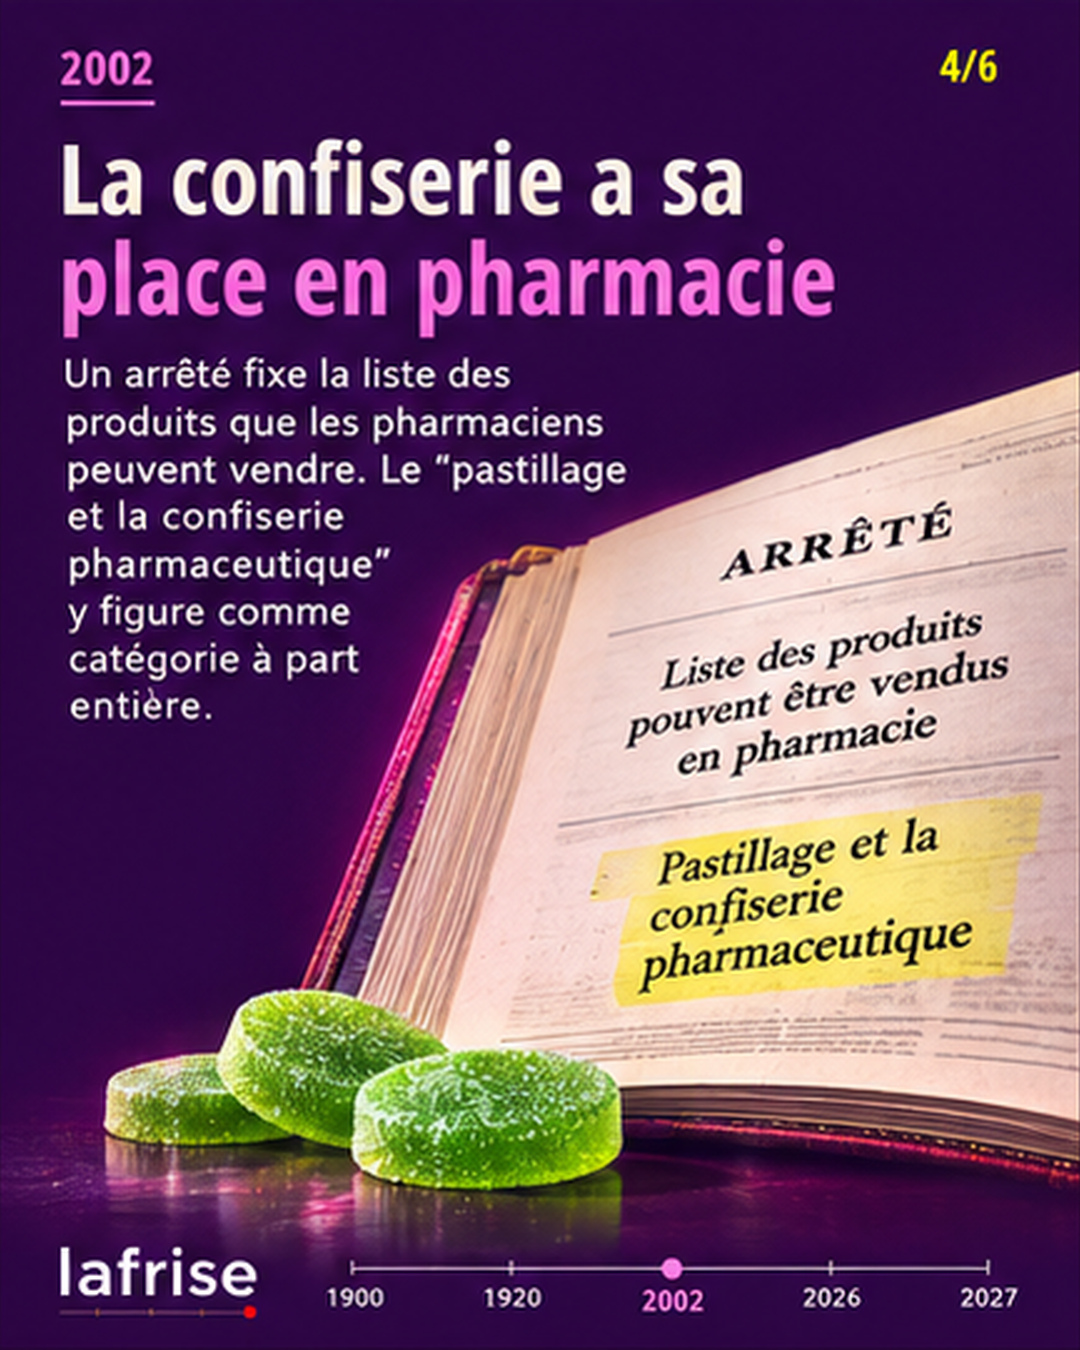 2002
4/6
La confiserie a sa
place en pharmacie
Un arrêté fixe la liste des
produits que les pharmaciens
peuvent vendre. Le "pastillage
et la confiserie
pharmaceutique"
y figure comme
catégorie à part
entière.
ARRÊTÉ
Liste des produits
pouvent être vendus
en pharmacie
Pastillage et la
confiserie
pharmaceutique
lafrise
1900 1920 2002 2026 2027